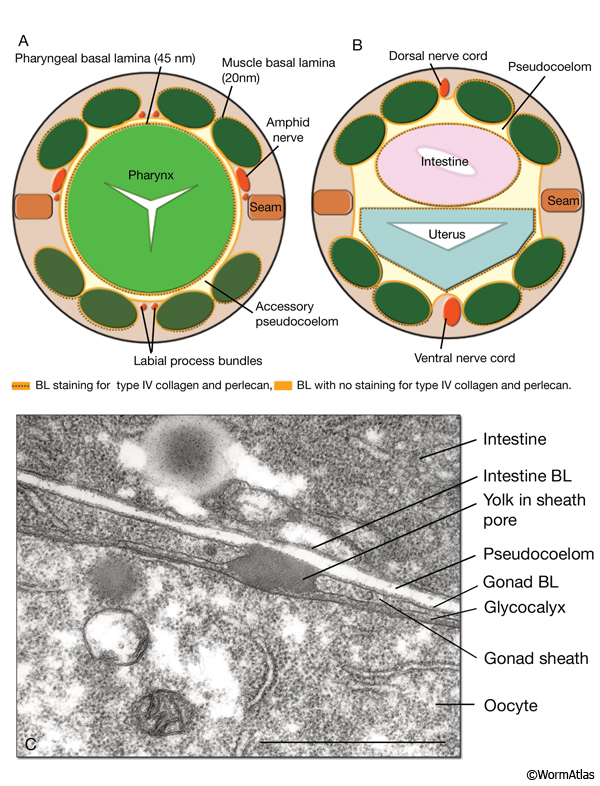 A
Pharyngeal basal lamina (45 nm)
Muscle basal lamina
(20nm)
Amphid
nerve
Pharynx
Seam
Accessory
pseudocoelom
Labial process bundles
B
Dorsal nerve cord
Pseudocoelom
Intestine
Seam
Uterus
Ventral nerve cord
BL staining for type IV collagen and perlecan, BL with no staining for type IV collagen and perlecan.
Intestine
Intestine BL
Yolk in sheath
pore
Pseudocoelom
Gonad BL
Glycocalyx
Gonad sheath
Oocyte
C
©WormAtlas